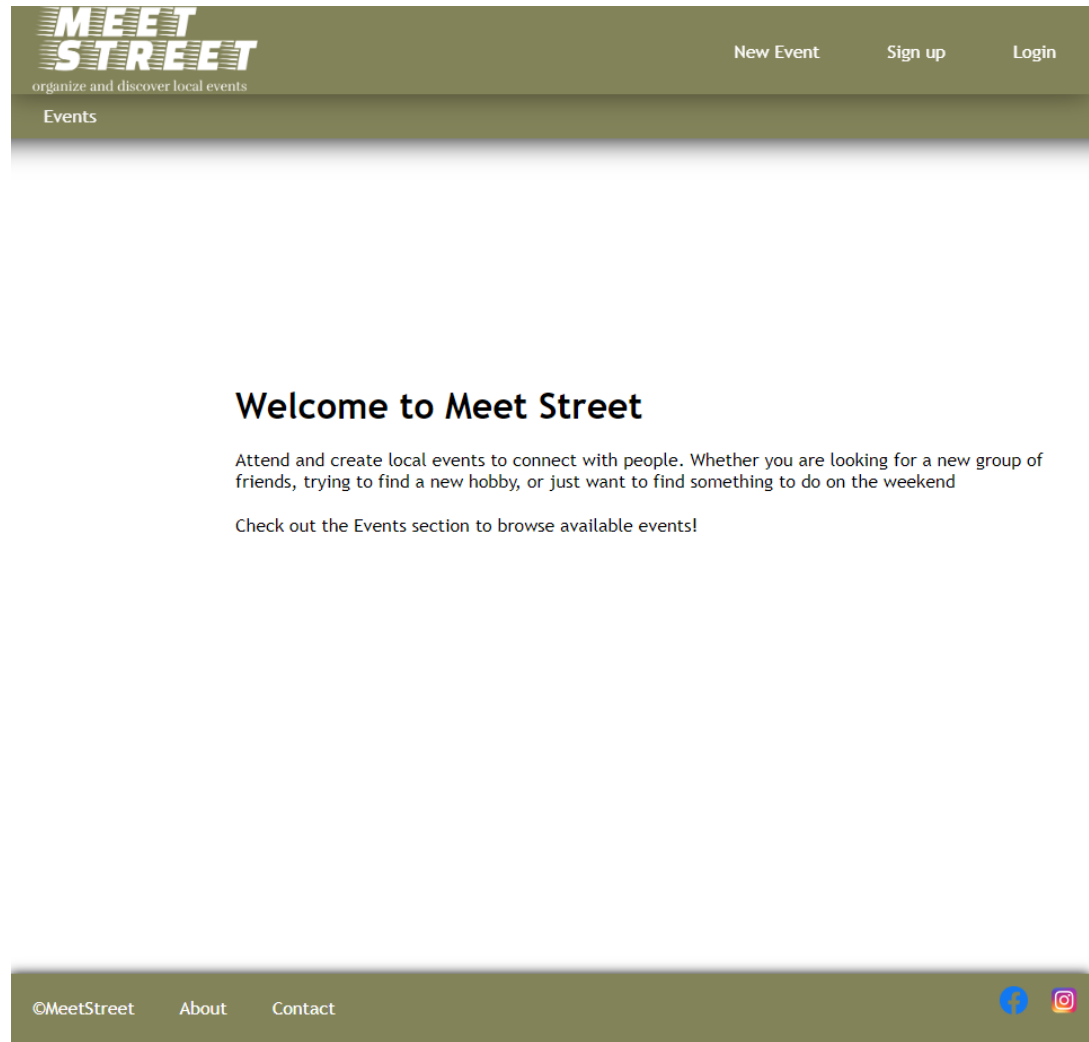 MEET
STREET
organize and discover local events
New Event
Sign up
Login
Events
Welcome to Meet Street
Attend and create local events to connect with people. Whether you are looking for a new group of
friends, trying to find a new hobby, or just want to find something to do on the weekend
Check out the Events section to browse available events!
©MeetStreet
About
Contact